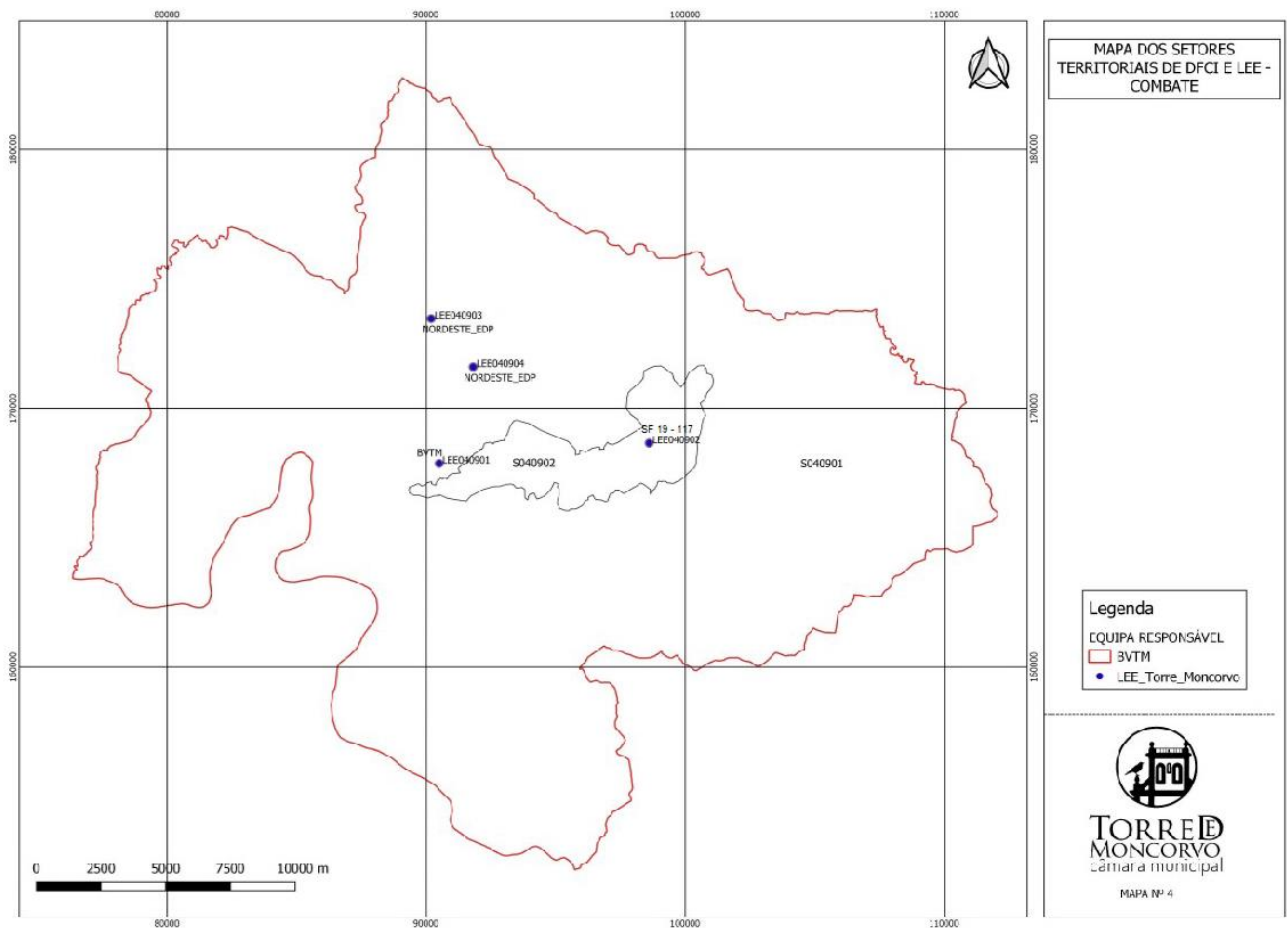 80000
90000
100000
110000
MAPA DOS SETORES
TERRITORIAIS DE DFCI E LEE -
COMBATE
180000
180000
LEE040903
NORDESTE_EDP
LEE040904
NORDESTE_EDP
170000
170000
SF 19 - 117
LEE040902
BVTM
LEE040901
S040902
S040901
160000
160000
Legenda
EQUIPA RESPONSÁVEL
BVTM
LEE_Torre_Moncorvo
TORRE DE
MONCORVO
câmara municipal
MAPA Nº 4
0 2500 5000 7500 10000 m
80000
90000
100000
110000